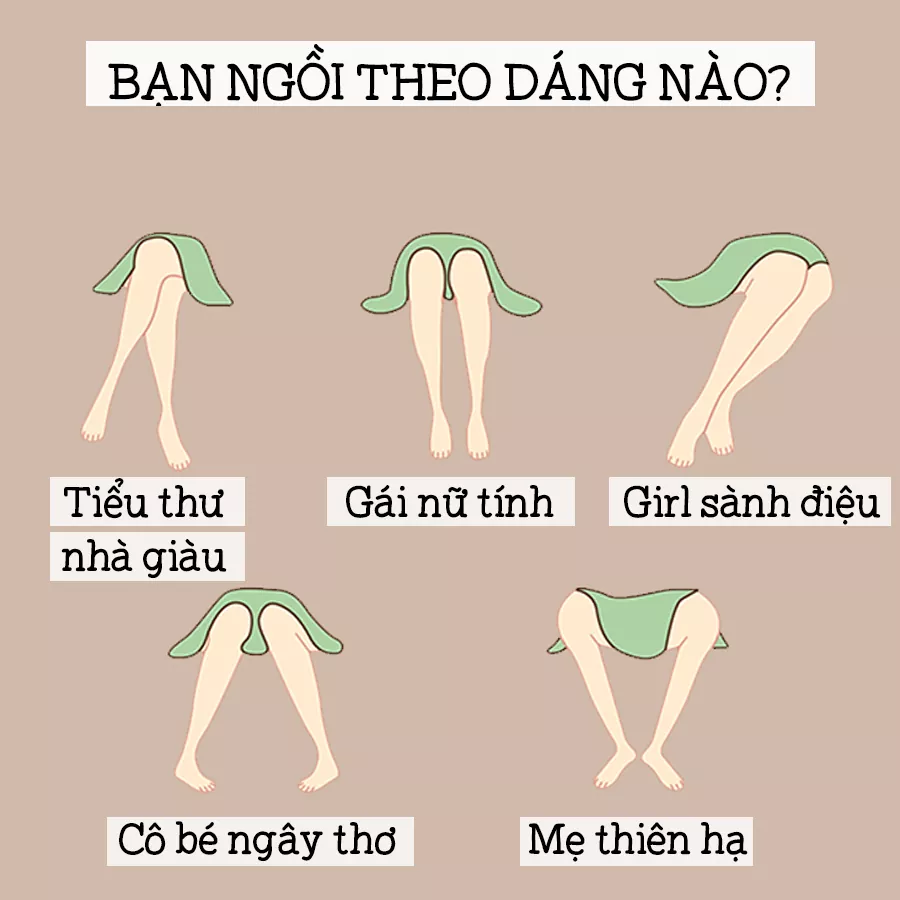 BẠN NGỒI THEO DÁNG NÀO?
Tiểu thư
nhà giàu
Gái nữ tính
Girl sành điệu
Cô bé ngây thơ
Mẹ thiên hạ